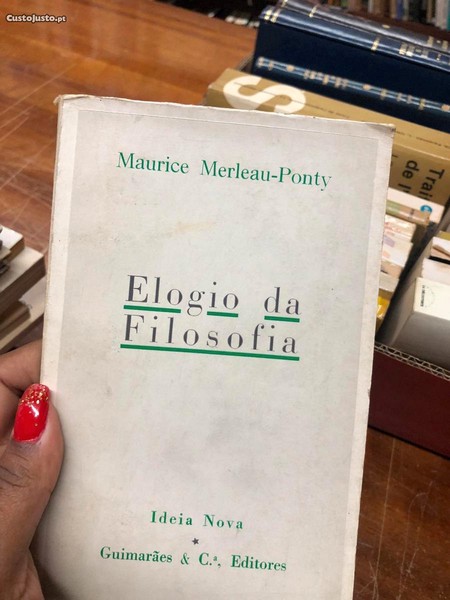 CustoJusto.pt
Maurice Merleau-Ponty
Elogio da
Filosofia
Ideia Nova
*
Guimarães & C.ª, Editores